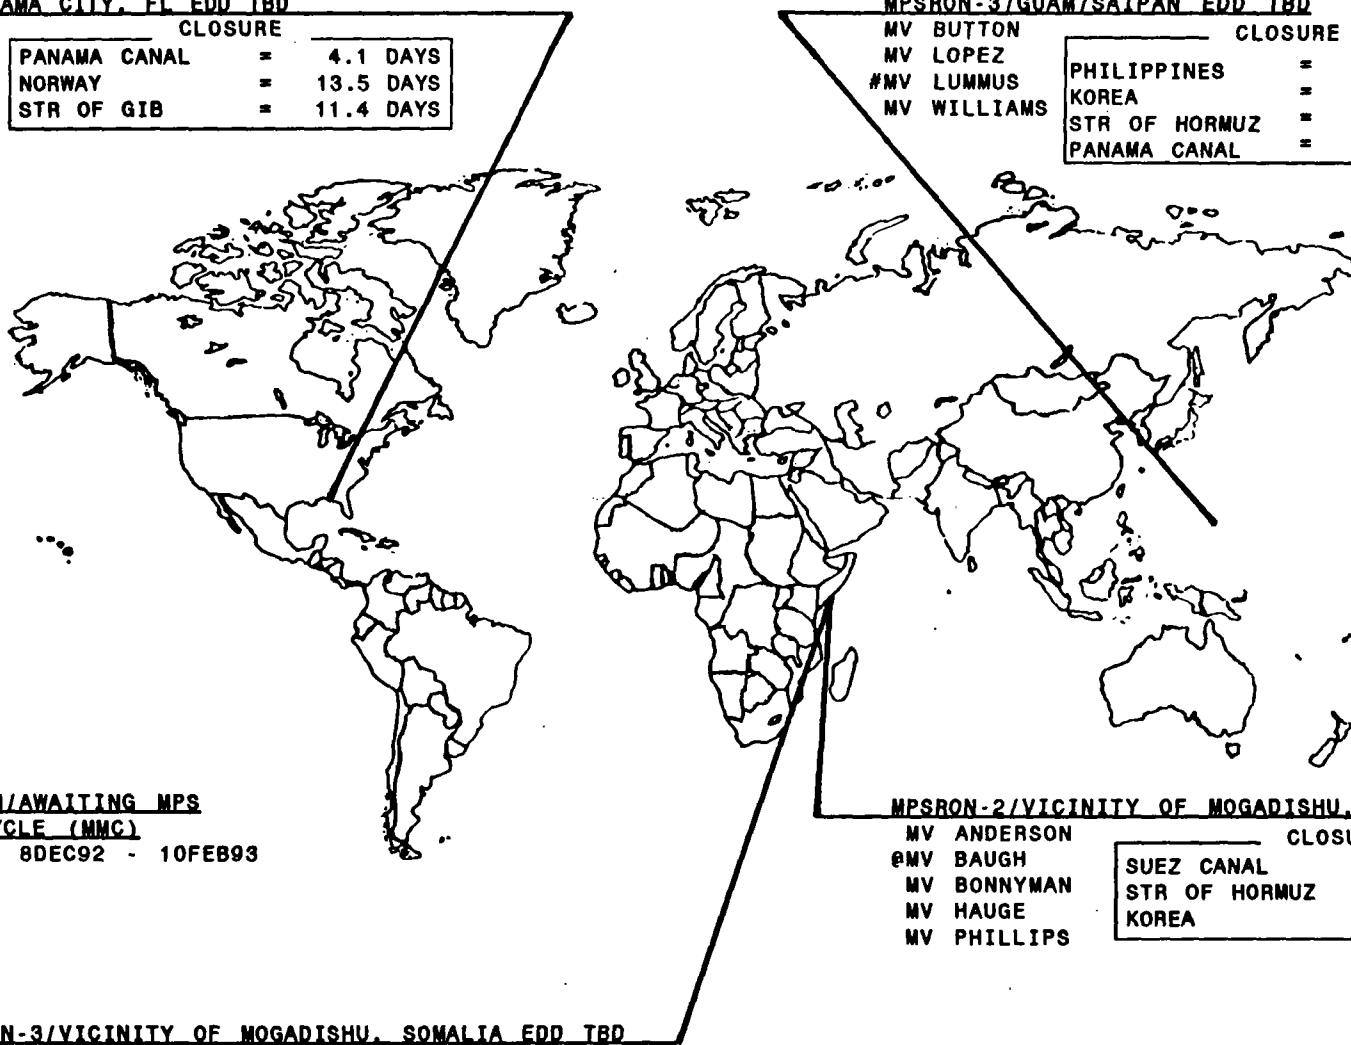 AMA CITY, FL EDD TBD
CLOSURE
PANAMA CANAL = 4.1 DAYS
NORWAY = 13.5 DAYS
STR OF GIB = 11.4 DAYS
MPSRON-3/GUAM/SAIPAN EDD TBD
MV BUTTON
MV LOPEZ
#MV LUMMUS
MV WILLIAMS
CLOSURE
PHILIPPINES =
KOREA =
STR OF HORMUZ =
PANAMA CANAL =
/AWAITING MPS
CLE (MMC)
8DEC92 - 10FEB93
MPSRON-2/VICINITY OF MOGADISHU,
MV ANDERSON
@MV BAUGH
MV BONNYMAN
MV HAUGE
MV PHILLIPS
CLOSU
SUEZ CANAL
STR OF HORMUZ
KOREA
N-3/VICINITY OF MOGADISHU, SOMALIA EDD TBD